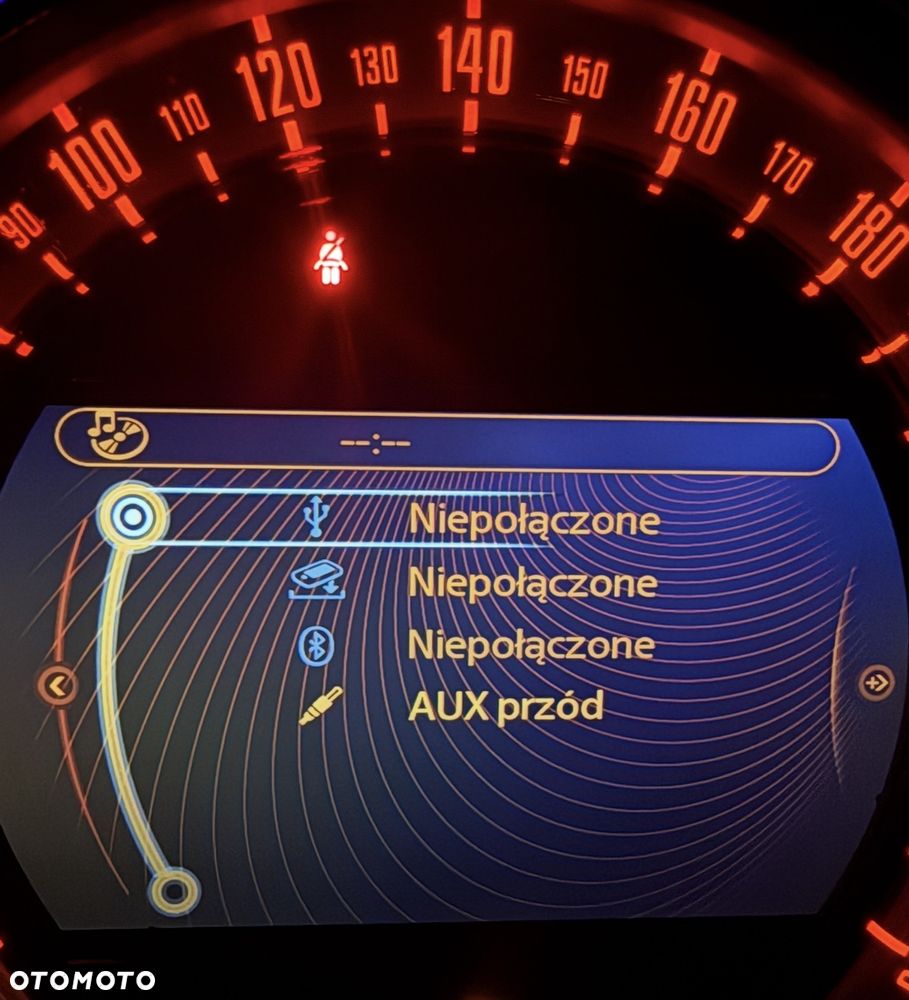 90 100 110 120 130 140 150 160 170 180
--:--
Niepołączone
Niepołączone
Niepołączone
AUX przód
OTOMOTO